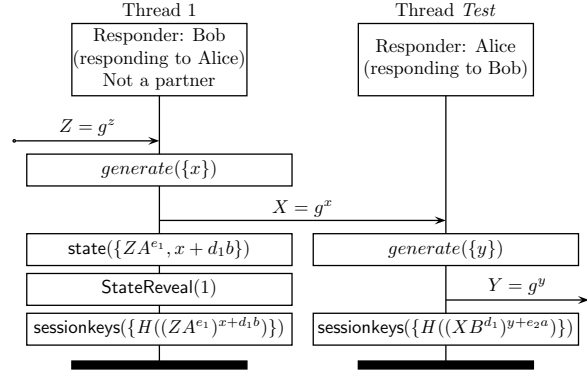 Thread 1
Thread Test
Responder: Bob
(responding to Alice)
Not a partner
Responder: Alice
(responding to Bob)
Z = g^z
generate({x})
X = g^x
state({ZA^{e_1}, x + d_1b})
generate({y})
StateReveal(1)
Y = g^y
sessionkeys({H((ZA^{e_1})^{x+d_1b})})
sessionkeys({H((XB^{d_1})^{y+e_2a})})